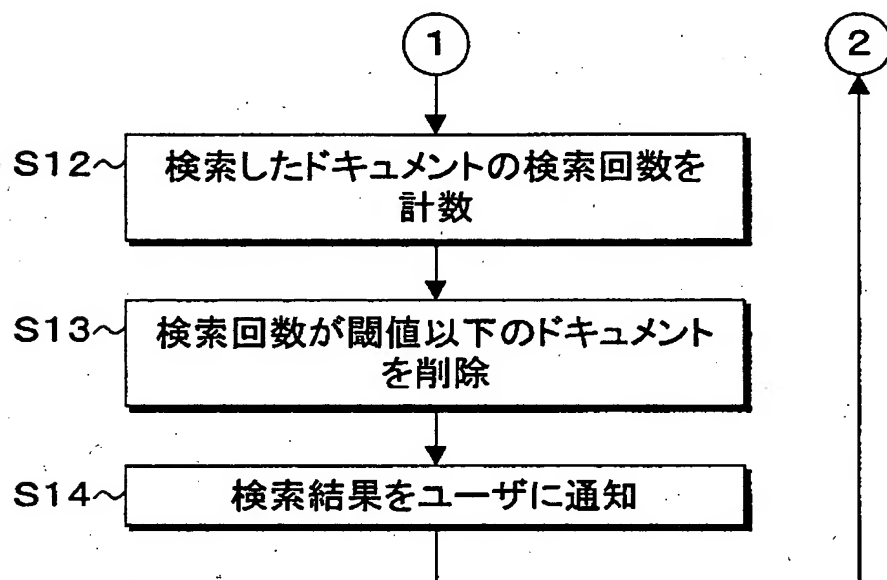 1
2
S12~
検索したドキュメントの検索回数を
計数
S13~
検索回数が閾値以下のドキュメント
を削除
S14~
検索結果をユーザに通知